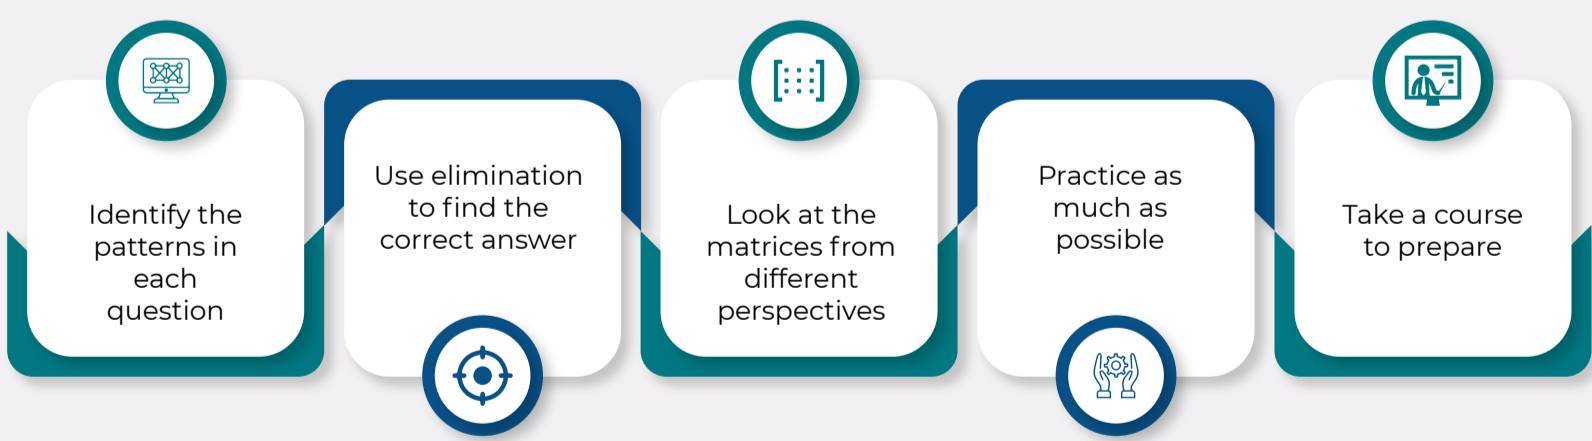 Identify the
patterns in
each
question
Use elimination
to find the
correct answer
Look at the
matrices from
different
perspectives
Practice as
much as
possible
Take a course
to prepare